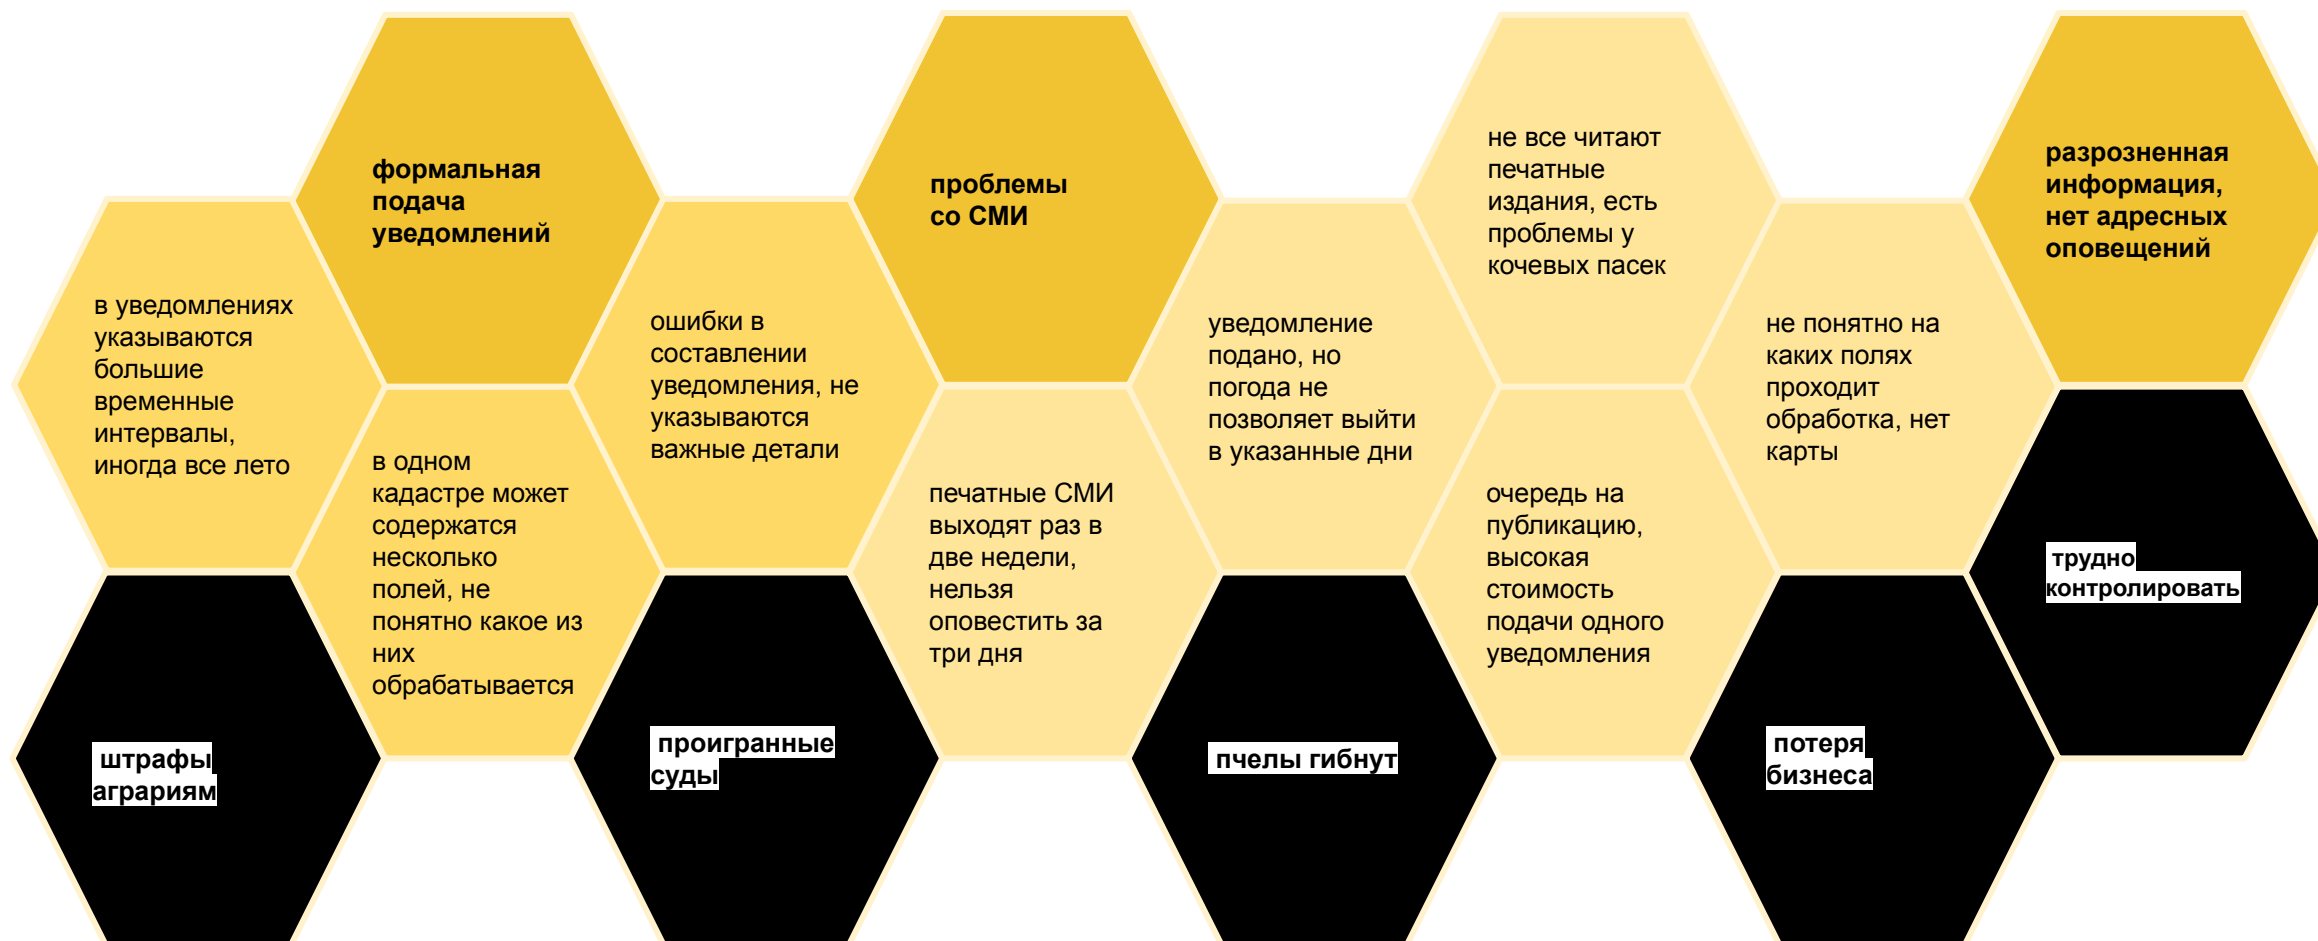 формальная
подача
уведомлений
проблемы
со СМИ
не все читают
печатные
издания, есть
проблемы у
кочевых пасек
разрозненная
информация,
нет адресных
оповещений
в уведомлениях
указываются
большие
временные
интервалы,
иногда все лето
ошибки в
составлении
уведомления, не
указываются
важные детали
уведомление
подано, но
погода не
позволяет выйти
в указанные дни
не понятно на
каких полях
проходит
обработка, нет
карты
в одном
кадастре может
содержатся
несколько
полей, не
понятно какое из
них
обрабатывается
печатные СМИ
выходят раз в
две недели,
нельзя
оповестить за
три дня
очередь на
публикацию,
высокая
стоимость
подачи одного
уведомления
трудно
контролировать
штрафы
аграриям
проигранные
суды
пчелы гибнут
потеря
бизнеса